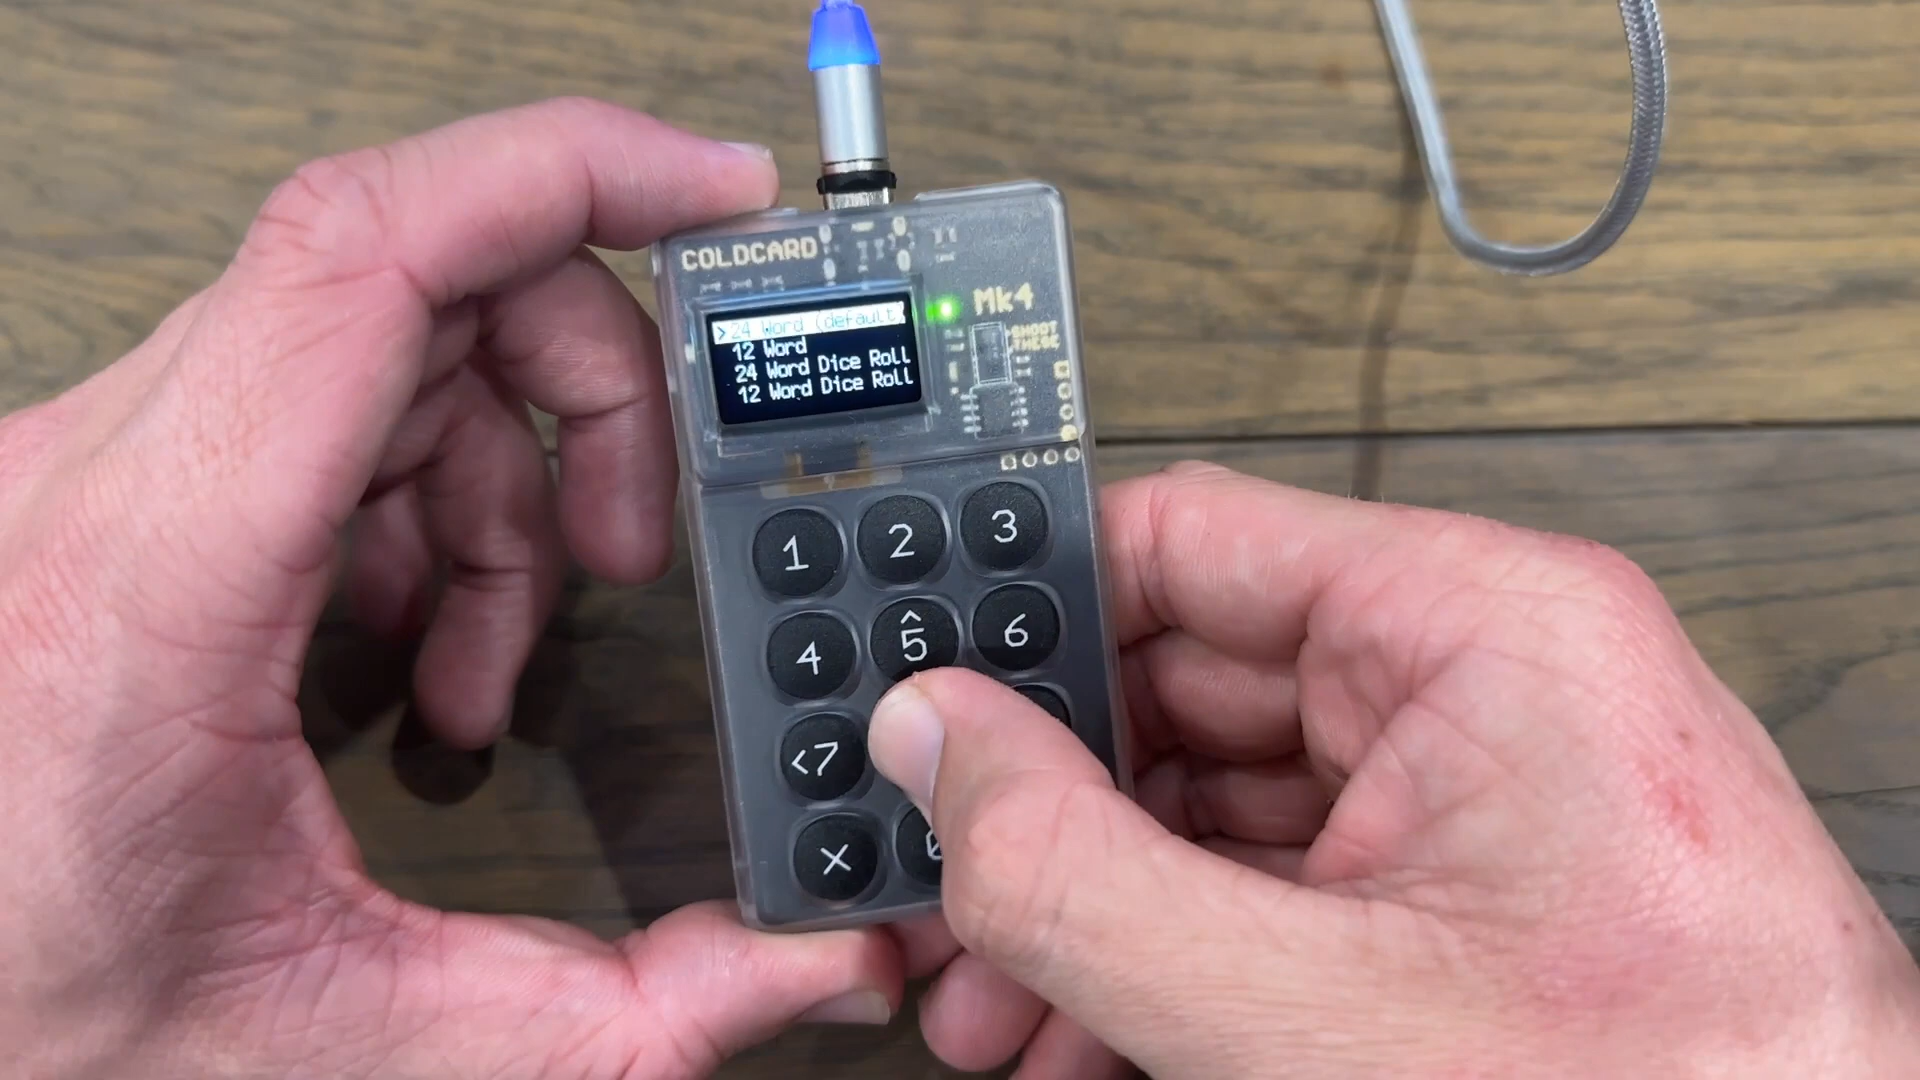 COLDCARD
Mk4
SHOOT
THESE
>24 Word (default)
12 Word
24 Word Dice Roll
12 Word Dice Roll
1 2 3
4 5 6
<7
X